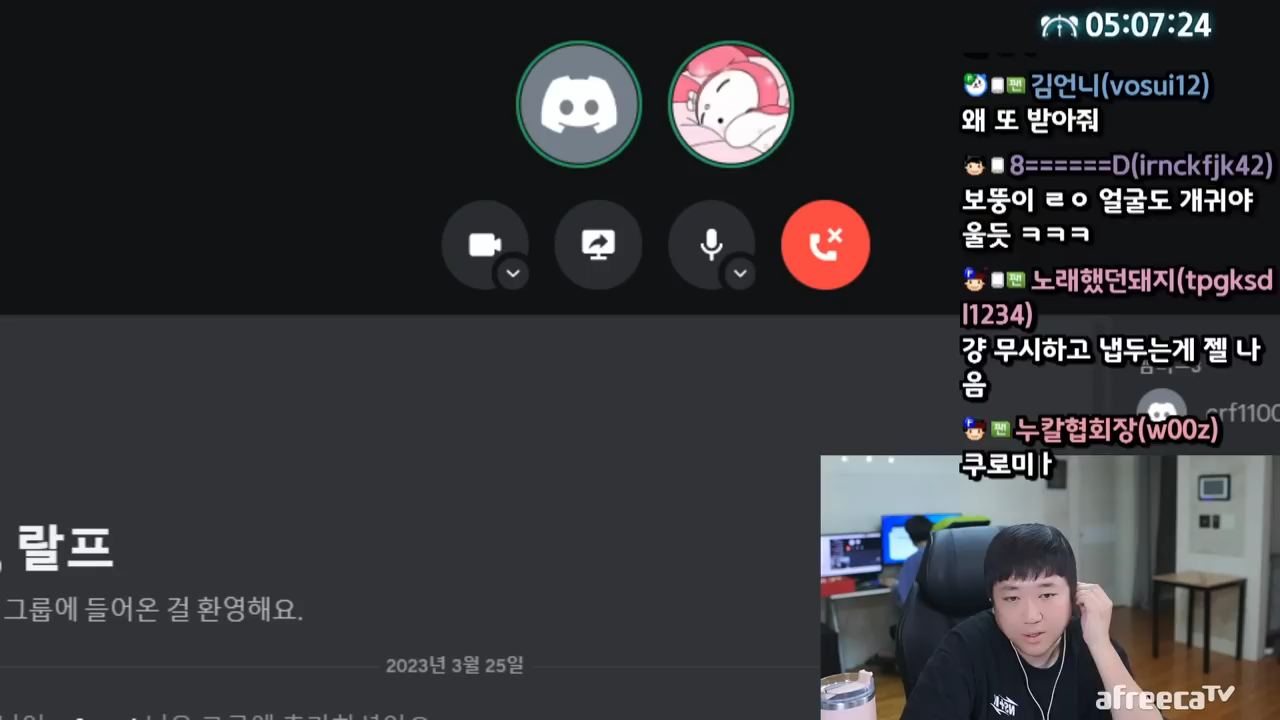 05:07:24
김언니(vosui12)
왜 또 받아줘
8======D(irnckfjk42)
보뚱이 ㄹㅇ 얼굴도 개귀야
울듯 ㅋㅋㅋ
노래했던돼지(tpgksd
l1234)
걍 무시하고 냅두는게 젤 나
음
orf1100
누칼협회장(w00z)
쿠로미ㅏ
랄프
그룹에 들어온 걸 환영해요.
2023년 3월 25일
afreecaTV